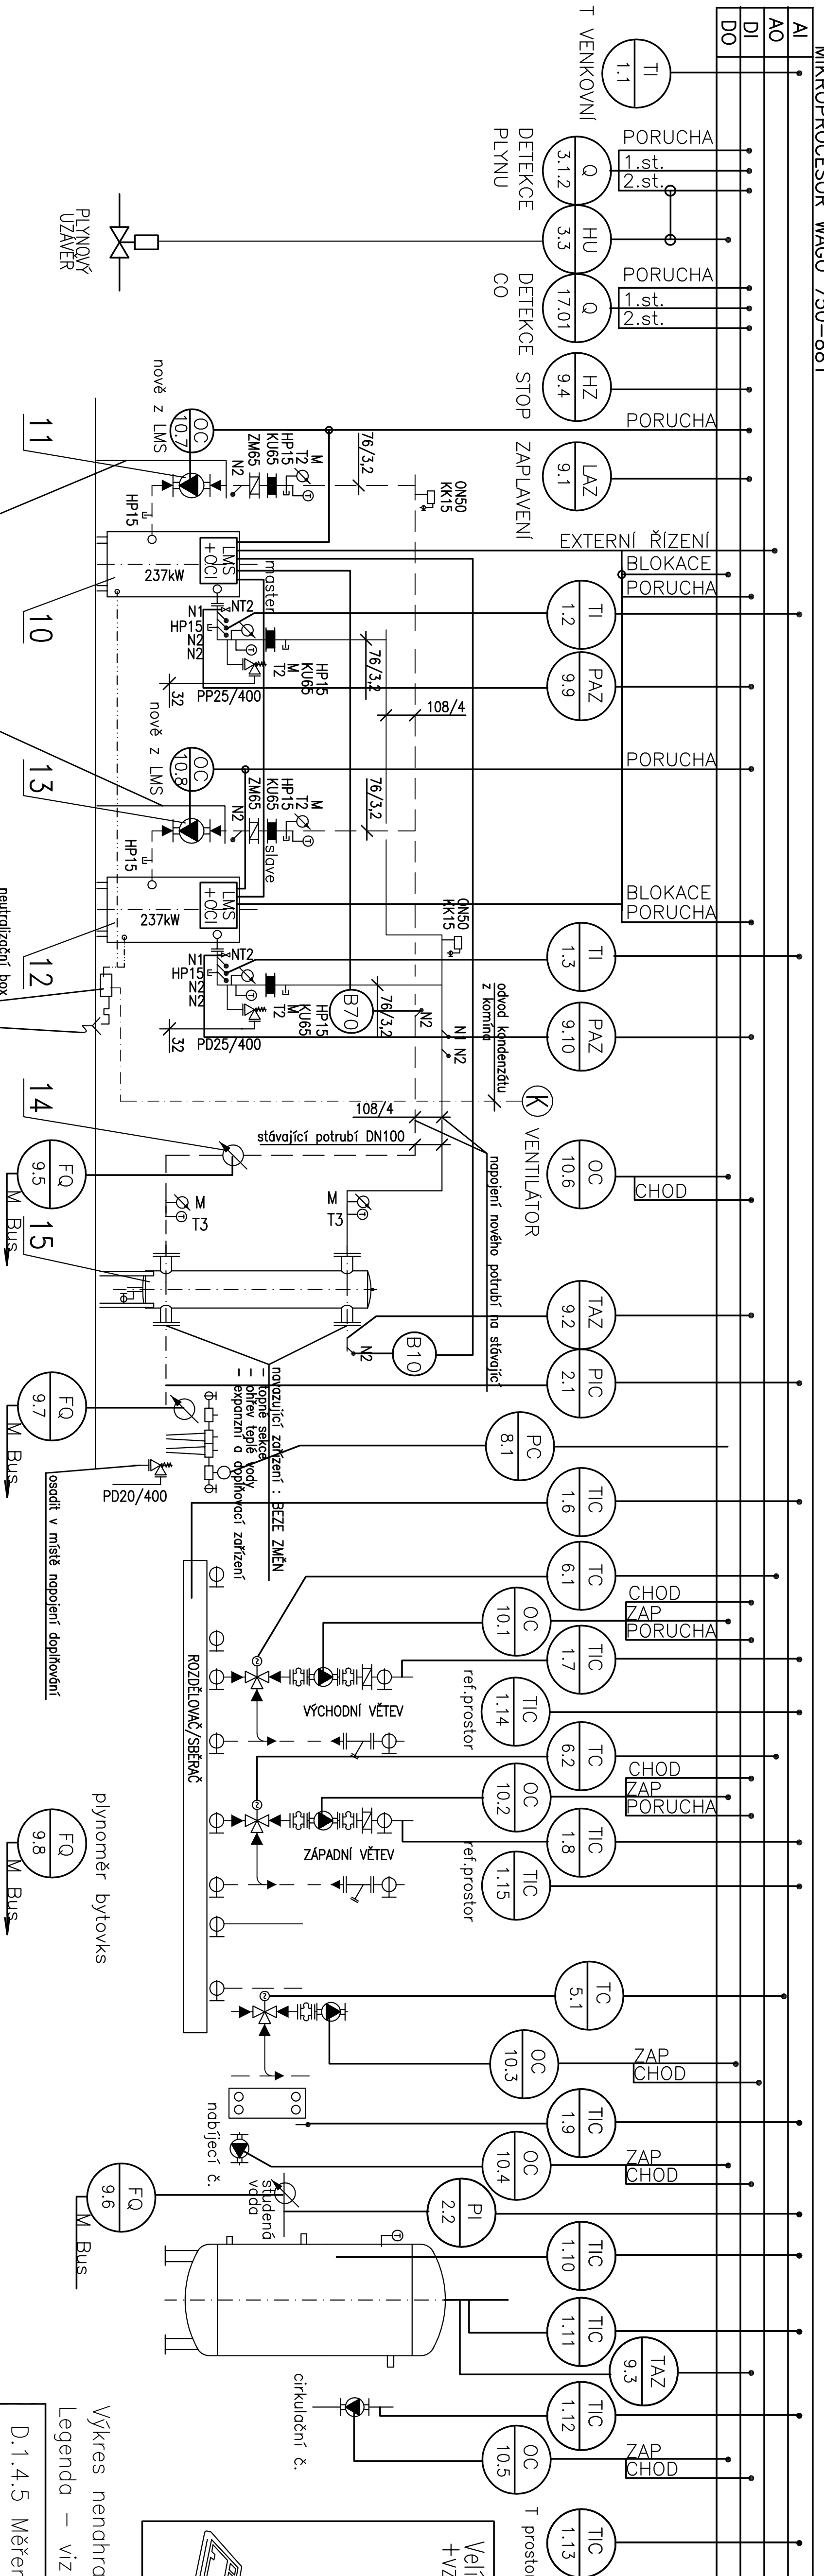 MIKROPROCESOR WAGO 750-881
AI
AO
DI
DO
TI
1.1
T VENKOVNÍ
PORUCHA
1.st.
2.st.
Q
3.1.2
DETEKCE
PLYNU
HU
3.3
PLYNOVÝ
UZÁVĚR
PORUCHA
1.st.
2.st.
Q
17.01
DETEKCE
CO
HZ
9.4
STOP
PORUCHA
LAZ
9.1
ZAPLAVENÍ
EXTERNÍ ŘÍZENÍ
BLOKACE
PORUCHA
TI
1.2
PAZ
9.9
PORUCHA
BLOKACE
PORUCHA
TI
1.3
PAZ
9.10
OC
10.6
CHOD
VENTILÁTOR
TAZ
9.2
PIC
2.1
PC
8.1
TIC
1.6
TC
6.1
CHOD
ZAP
PORUCHA
OC
10.1
TIC
1.7
TIC
1.14
ref.prostor
TC
6.2
CHOD
ZAP
PORUCHA
OC
10.2
TIC
1.8
TIC
1.15
ref.prostor
TC
5.1
ZAP
CHOD
OC
10.3
TIC
1.9
ZAP
CHOD
OC
10.4
PI
2.2
TIC
1.10
TIC
1.11
TAZ
9.3
TIC
1.12
ZAP
CHOD
OC
10.5
TIC
1.13
T prostor
OC
10.7
nově z LMS
N2
ZM65
KU65
HP15
T2
M
76/3,2
ON50
KK15
HP15
LMS
+OCI
237kW
master
NT2
N1
HP15
N2
N2
T2
M
KU65
HP15
76/3,2
PP25/400
32
108/4
OC
10.8
nově z LMS
N2
ZM65
KU65
HP15
T2
M
76/3,2
HP15
LMS
+OCI
237kW
slave
ON50
KK15
NT2
N1
HP15
N2
N2
T2
M
KU65
HP15
76/3,2
PD25/400
32
B70
N2
N1
N2
odvod kondenzátu
z komína
K
108/4
stávající potrubí DN100
napojení nového potrubí na stávající
M
T3
M
T3
N2
B10
11
10
13
12
14
15
neutralizační box
FQ
9.5
M Bus
FQ
9.7
M Bus
PD20/400
osadit v místě napojení doplňování
navazující zařízení : BEZE ZMĚN
- topné sekce
- ohřev teplé vody
- expanzní a doplňovací zařízení
ROZDĚLOVAČ/SBĚRAČ
VÝCHODNÍ VĚTEV
ZÁPADNÍ VĚTEV
FQ
9.8
M Bus
plynoměr bytovks
nabíjecí č.
studená
voda
FQ
9.6
M Bus
cirkulační č.
Velí
+vz
Výkres nenahra
Legenda – viz
D.1.4.5 Měřen